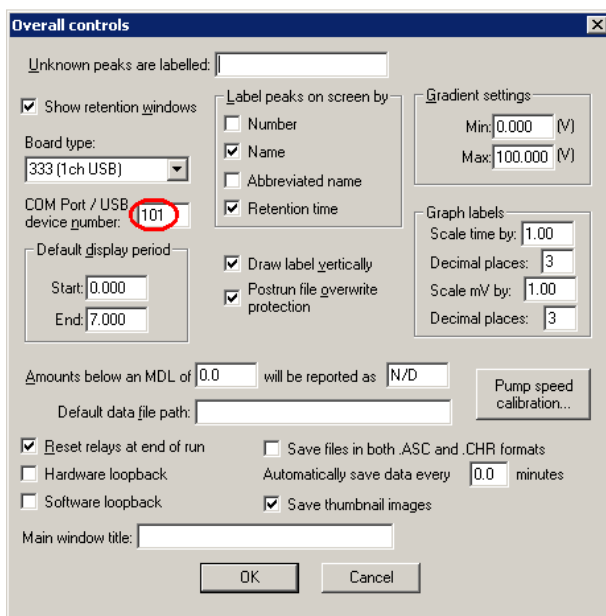 Overall controls
Unknown peaks are labelled:
Show retention windows
Board type:
333 (1ch USB)
COM Port / USB
device number: 101
Default display period
Start: 0.000
End: 7.000
Label peaks on screen by
Number
Name
Abbreviated name
Retention time
Draw label vertically
Postrun file overwrite
protection
Gradient settings
Min: 0.000 (V)
Max: 100.000 (V)
Graph labels
Scale time by: 1.00
Decimal places: 3
Scale mV by: 1.00
Decimal places: 3
Amounts below an MDL of 0.0 will be reported as N/D
Pump speed
calibration...
Default data file path:
Reset relays at end of run
Hardware loopback
Software loopback
Save files in both .ASC and .CHR formats
Automatically save data every 0.0 minutes
Save thumbnail images
Main window title:
OK
Cancel